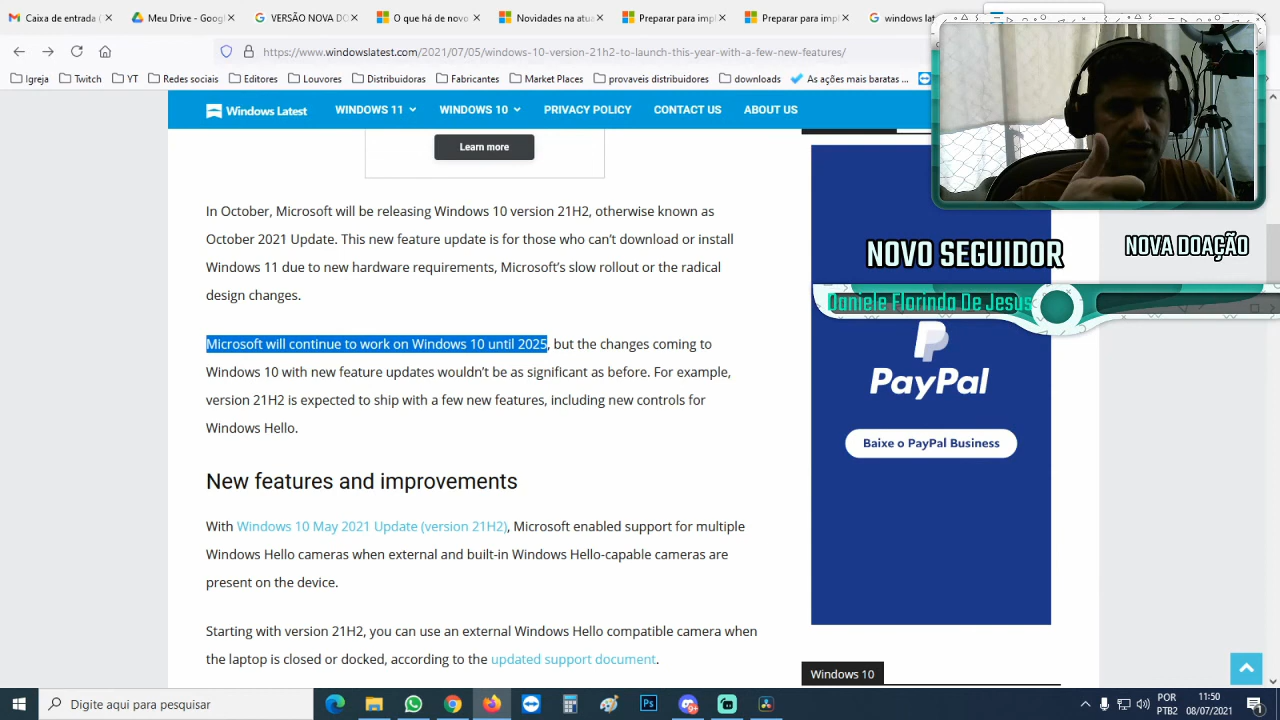 Caixa de entrada (
Meu Drive - Googl
VERSÃO NOVA DO
O que há de novo
Novidades na atua
Preparar para imp
Preparar para imp
windows lat
https://www.windowslatest.com/2021/07/05/windows-10-version-21h2-to-launch-this-year-with-a-few-new-features/
Igreja
Twitch
YT
Redes sociais
Editores
Louvores
Distribuidoras
Fabricantes
Market Places
provaveis distribuidores
downloads
As ações mais baratas ...
Windows Latest
WINDOWS 11
WINDOWS 10
PRIVACY POLICY
CONTACT US
ABOUT US
Learn more
In October, Microsoft will be releasing Windows 10 version 21H2, otherwise known as
October 2021 Update. This new feature update is for those who can't download or install
Windows 11 due to new hardware requirements, Microsoft's slow rollout or the radical
design changes.
Microsoft will continue to work on Windows 10 until 2025, but the changes coming to
Windows 10 with new feature updates wouldn't be as significant as before. For example,
version 21H2 is expected to ship with a few new features, including new controls for
Windows Hello.
New features and improvements
With Windows 10 May 2021 Update (version 21H2), Microsoft enabled support for multiple
Windows Hello cameras when external and built-in Windows Hello-capable cameras are
present on the device.
Starting with version 21H2, you can use an external Windows Hello compatible camera when
the laptop is closed or docked, according to the updated support document.
NOVO SEGUIDOR
NOVA DOAÇÃO
Daniele Florindo De Jesus
PayPal
Baixe o PayPal Business
Windows 10
Digite aqui para pesquisar
Ps
POR
PTB2
11:50
08/07/2021
1